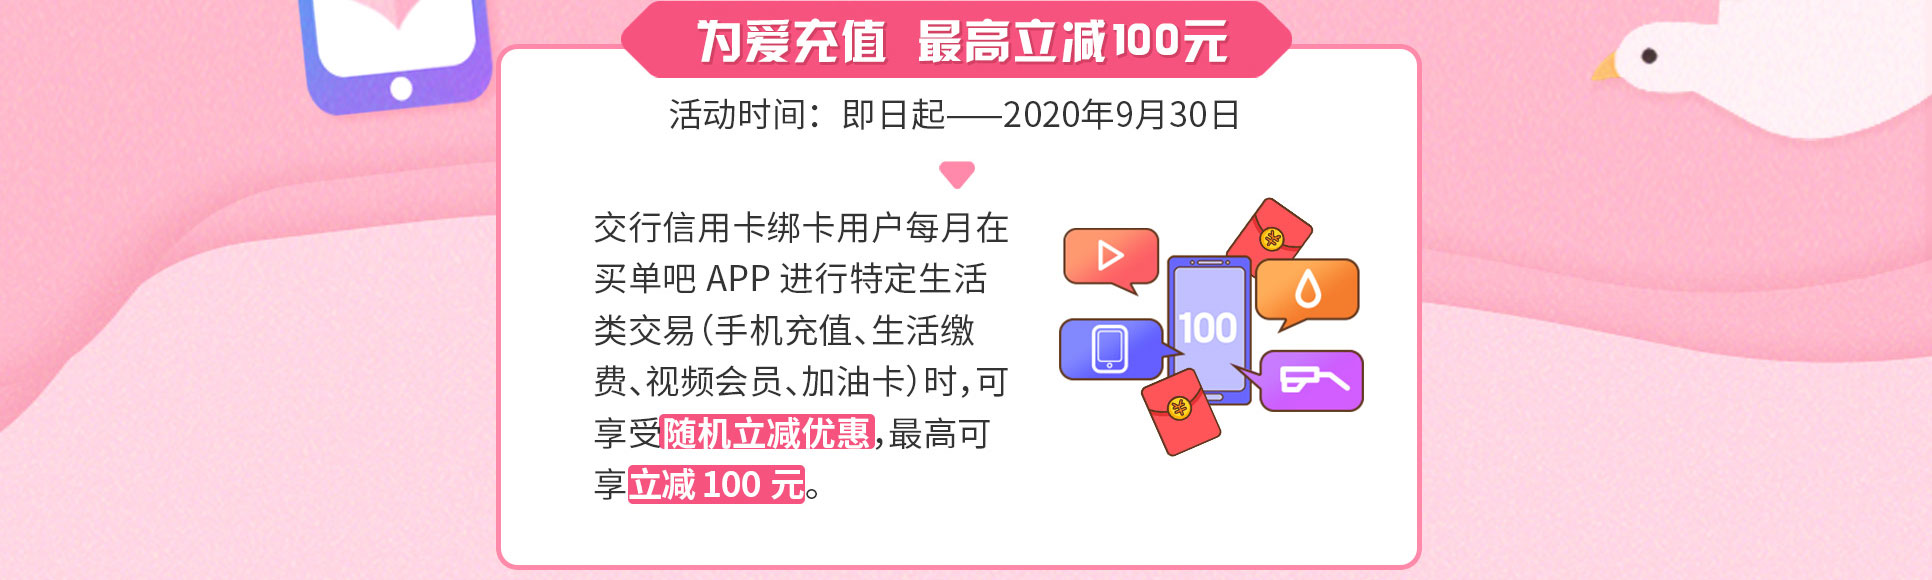 为爱充值 最高立减100元
活动时间：即日起——2020年9月30日
交行信用卡绑卡用户每月在
买单吧 APP 进行特定生活
类交易（手机充值、生活缴
费、视频会员、加油卡）时，可
享受随机立减优惠，最高可
享立减 100 元。
100